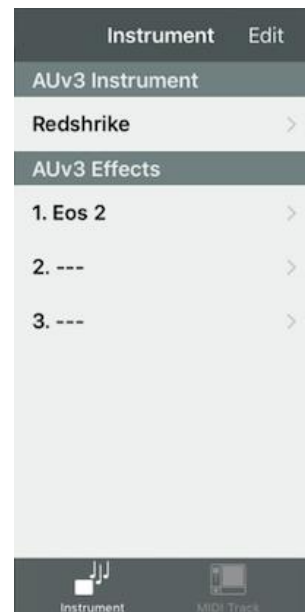 Instrument Edit
AUv3 Instrument
Redshrike
AUv3 Effects
1. Eos 2
2. ---
3. ---
Instrument MIDI Track